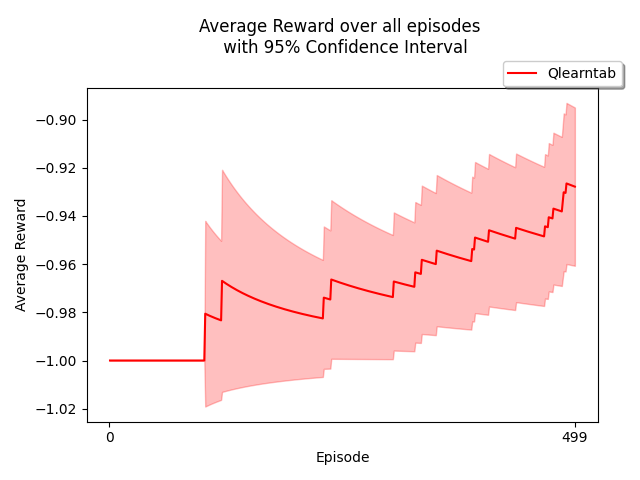 Average Reward over all episodes
with 95% Confidence Interval
Qlearntab
−0.90
−0.92
−0.94
−0.96
−0.98
−1.00
−1.02
Average Reward
0 499
Episode